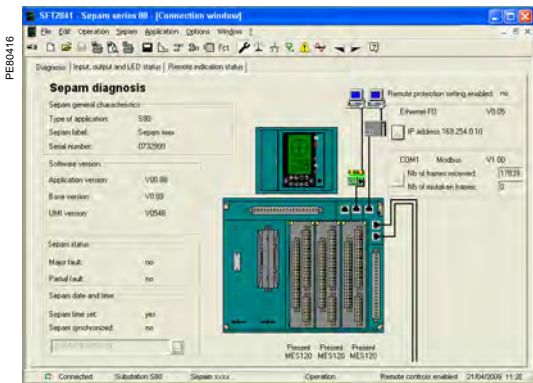 PE80416
SFT2841 - Sepam series 80 - [Connection window]
File Edit Operation Sepam Application Options Window ?
Diagnosis Input, output and LED status Remote indication status
Sepam diagnosis
Sepam general characteristics
Type of application: S80
Sepam label: Sepam xxxx
Serial number: 0732909
Software version:
Application version: V00.88
Base version: V0.83
UMI version: V0548
Sepam status
Major fault: no
Partial fault: no
Sepam date and time
Sepam time set: yes
Sepam synchronized: no
Remote protection setting enabled no
Ethernet FO V0.05
... IP address 169.254.0.10
COM1 Modbus V1.00
Nb of frames received: 17839
Nb of mistaken frames: 0
Present Present Present
MES120 MES120 MES120
Connected Substation S80 Sepam xxxx Operation Remote controls enabled 21/04/2009 11:2